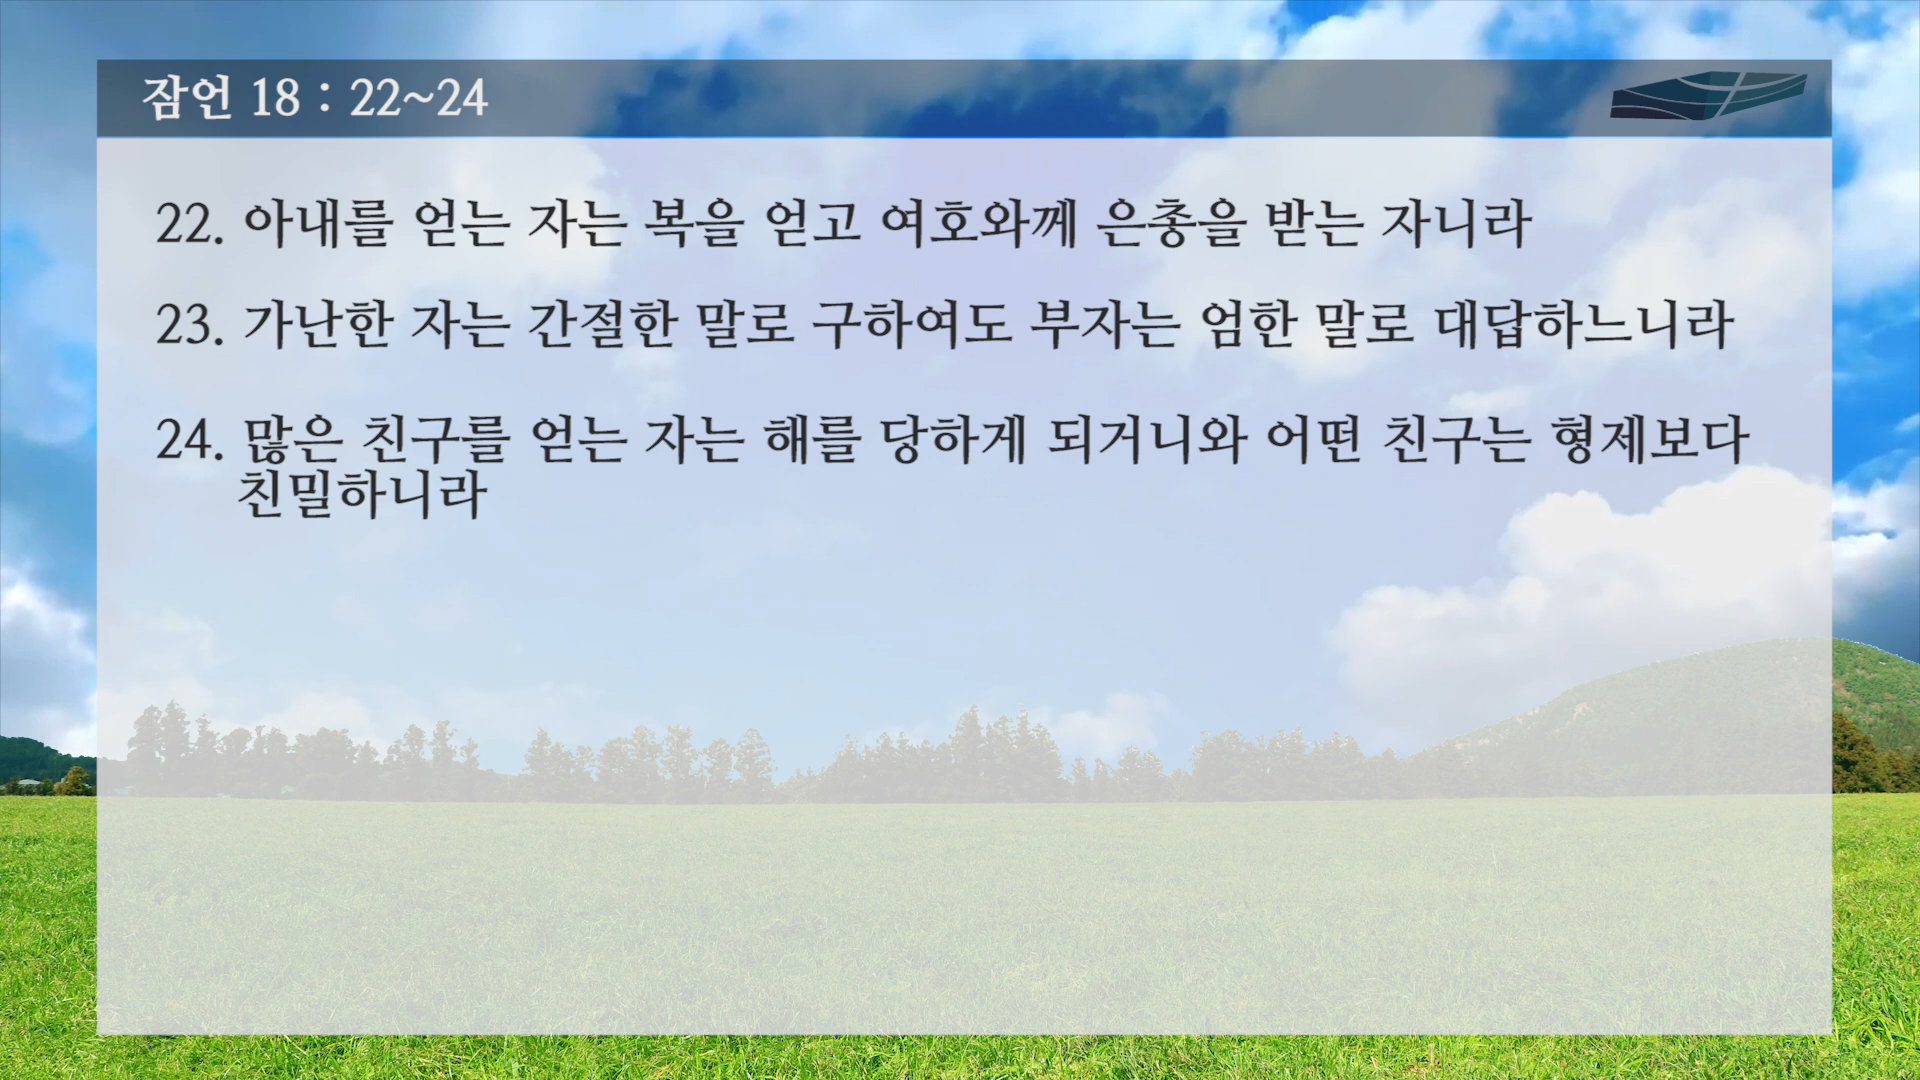 잠언 18 : 22~24
22. 아내를 얻는 자는 복을 얻고 여호와께 은총을 받는 자니라
23. 가난한 자는 간절한 말로 구하여도 부자는 엄한 말로 대답하느니라
24. 많은 친구를 얻는 자는 해를 당하게 되거니와 어떤 친구는 형제보다
친밀하니라